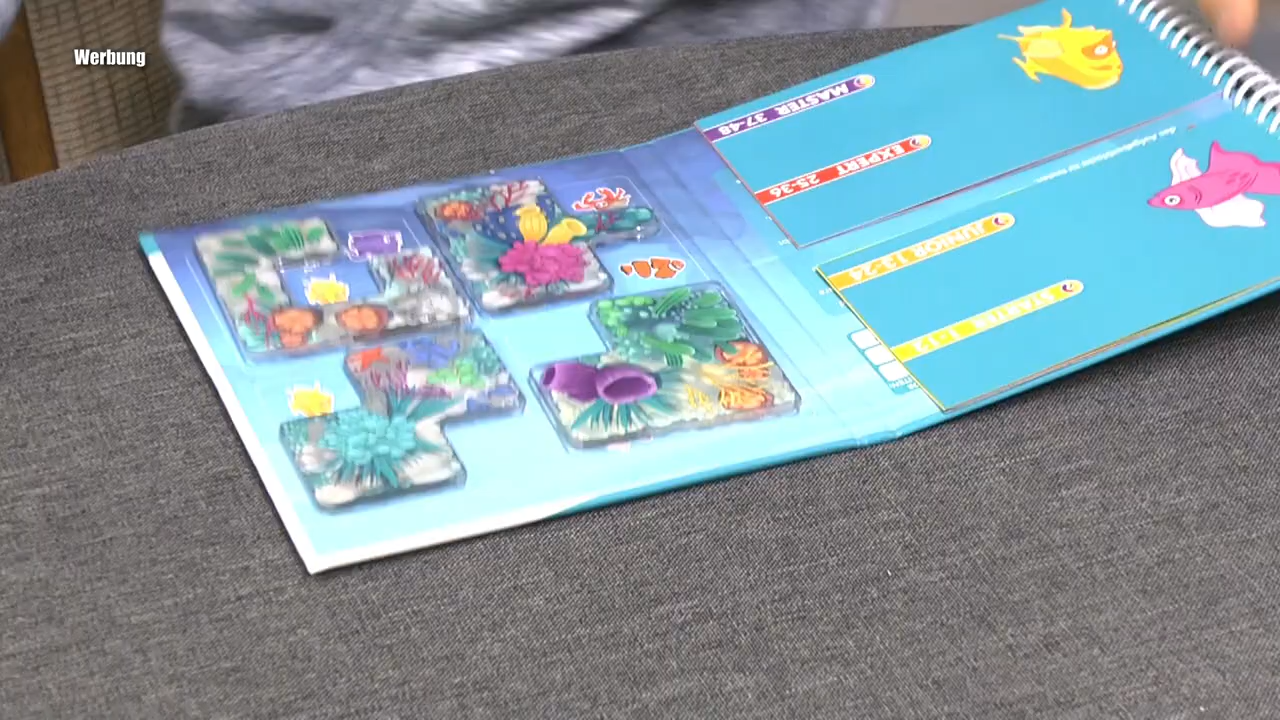 Werbung
MASTER 37-48
EXPERT 25-36
JUNIOR 13-24
STARTER 1-12